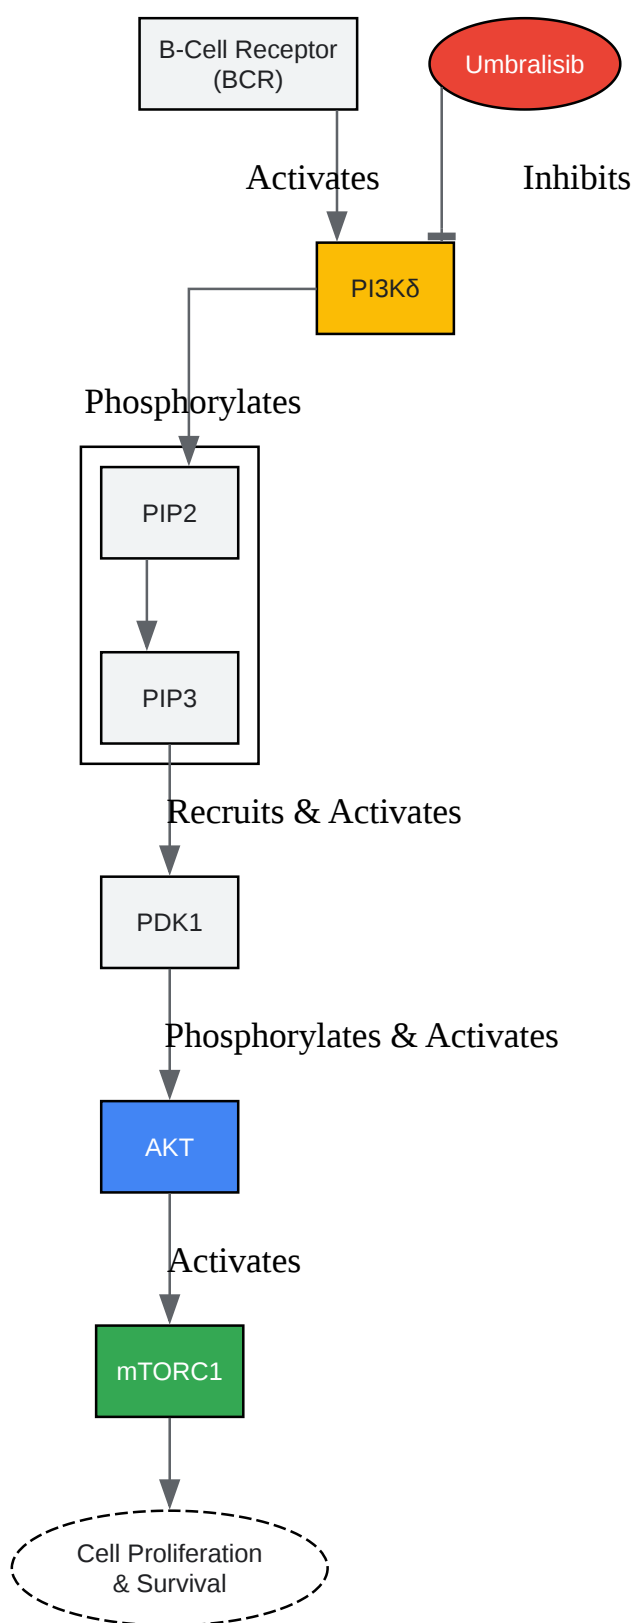 B-Cell Receptor
(BCR)
Umbralisib
Activates
Inhibits
PI3Kδ
Phosphorylates
PIP2
PIP3
Recruits & Activates
PDK1
Phosphorylates & Activates
AKT
Activates
mTORC1
Cell Proliferation
& Survival